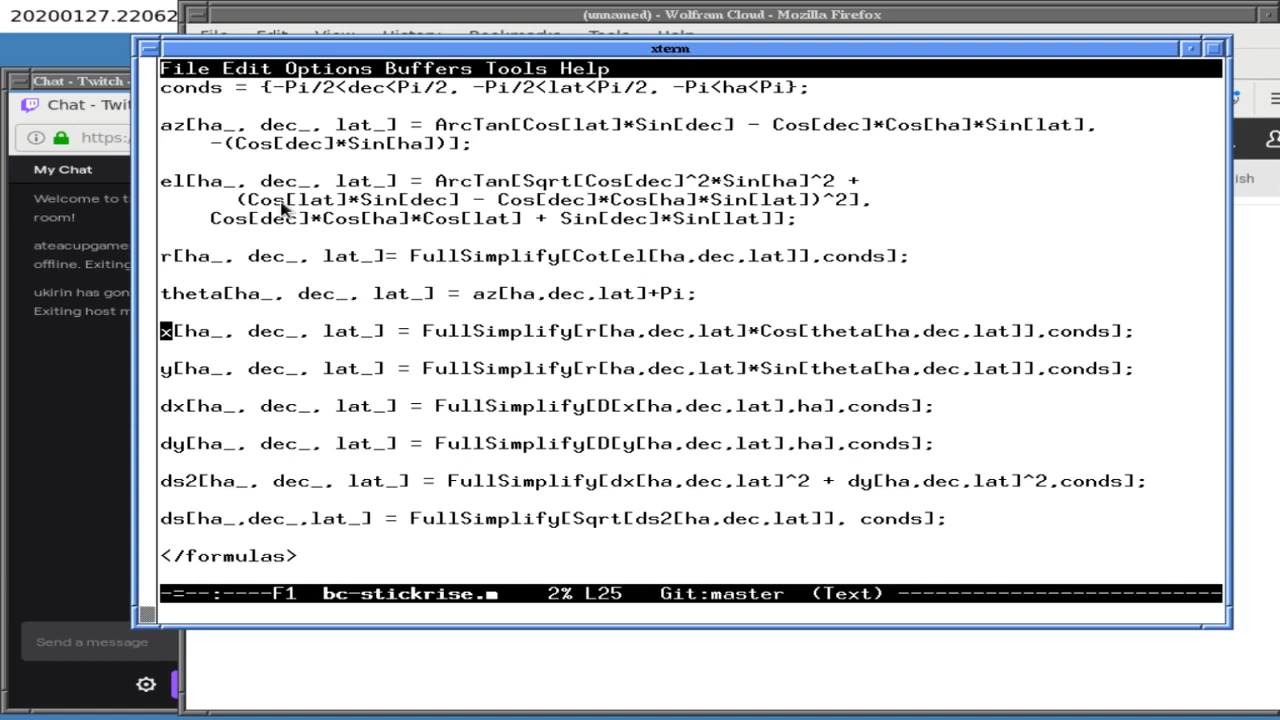 20200127.22062
(unnamed) - Wolfram Cloud - Mozilla Firefox
File Edit View History Bookmarks Tools Help
xterm
File Edit Options Buffers Tools Help
conds = {-Pi/2<dec<Pi/2, -Pi/2<lat<Pi/2, -Pi<ha<Pi};
az[ha_, dec_, lat_] = ArcTan[Cos[lat]*Sin[dec] - Cos[dec]*Cos[ha]*Sin[lat],
-(Cos[dec]*Sin[ha])];
el[ha_, dec_, lat_] = ArcTan[Sqrt[Cos[dec]^2*Sin[ha]^2 +
(Cos[lat]*Sin[dec] - Cos[dec]*Cos[ha]*Sin[lat])^2],
Cos[dec]*Cos[ha]*Cos[lat] + Sin[dec]*Sin[lat]];
r[ha_, dec_, lat_]= FullSimplify[Cot[el[ha,dec,lat]],conds];
theta[ha_, dec_, lat_] = az[ha,dec,lat]+Pi;
x[ha_, dec_, lat_] = FullSimplify[r[ha,dec,lat]*Cos[theta[ha,dec,lat]],conds];
y[ha_, dec_, lat_] = FullSimplify[r[ha,dec,lat]*Sin[theta[ha,dec,lat]],conds];
dx[ha_, dec_, lat_] = FullSimplify[D[x[ha,dec,lat],ha],conds];
dy[ha_, dec_, lat_] = FullSimplify[D[y[ha,dec,lat],ha],conds];
ds2[ha_, dec_, lat_] = FullSimplify[dx[ha,dec,lat]^2 + dy[ha,dec,lat]^2,conds];
ds[ha_,dec_,lat_] = FullSimplify[Sqrt[ds2[ha,dec,lat]], conds];
</formulas>
-=--:----F1 bc-stickrise.m 2% L25 Git:master (Text) --------------------------
Chat - Twitch -
Chat - Twit
https:
My Chat
Welcome to t
room!
ateacupgame
offline. Exiting
ukirin has gon
Exiting host m
Send a message
ish